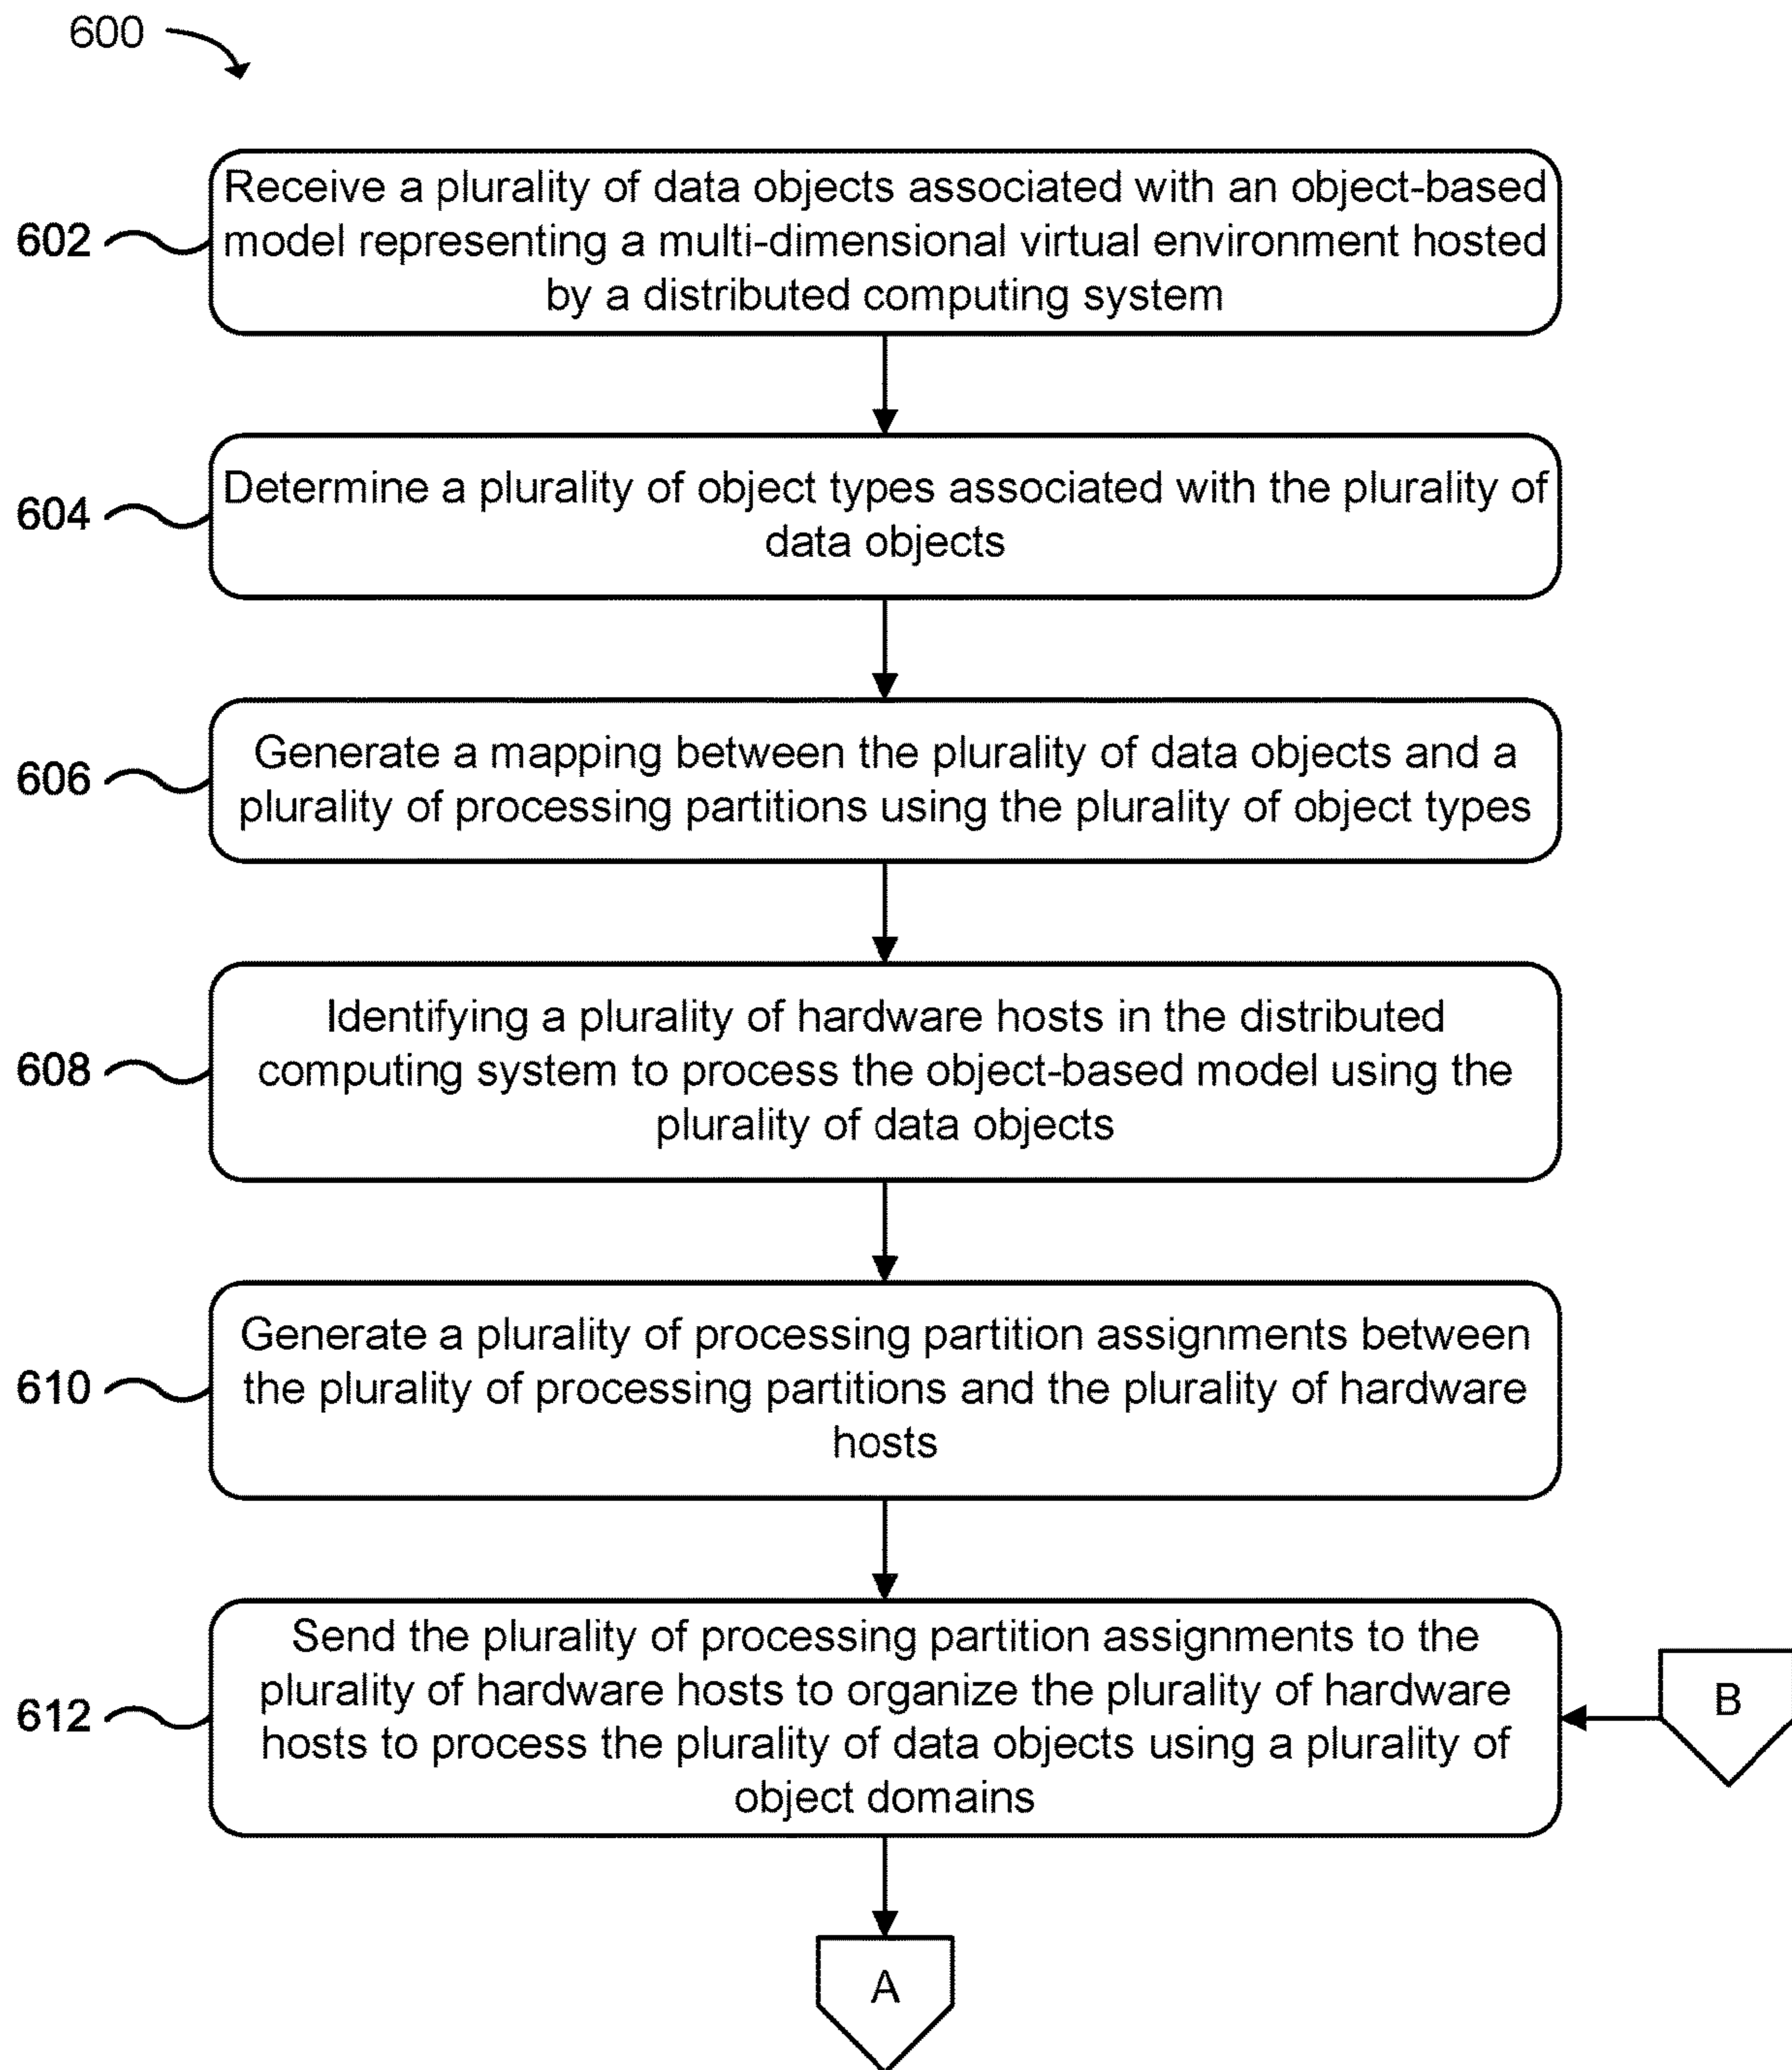 600
Receive a plurality of data objects associated with an object-based
602
model representing a multi-dimensional virtual environment hosted
by a distributed computing system
Determine a plurality of object types associated with the plurality of
604
data objects
Generate a mapping between the plurality of data objects and a
606
plurality of processing partitions using the plurality of object types
Identifying a plurality of hardware hosts in the distributed
608
computing system to process the object-based model using the
plurality of data objects
Generate a plurality of processing partition assignments between
610
the plurality of processing partitions and the plurality of hardware
hosts
Send the plurality of processing partition assignments to the
plurality of hardware hosts to organize the plurality of hardware
612
hosts to process the plurality of data objects using a plurality of
object domains
B
A